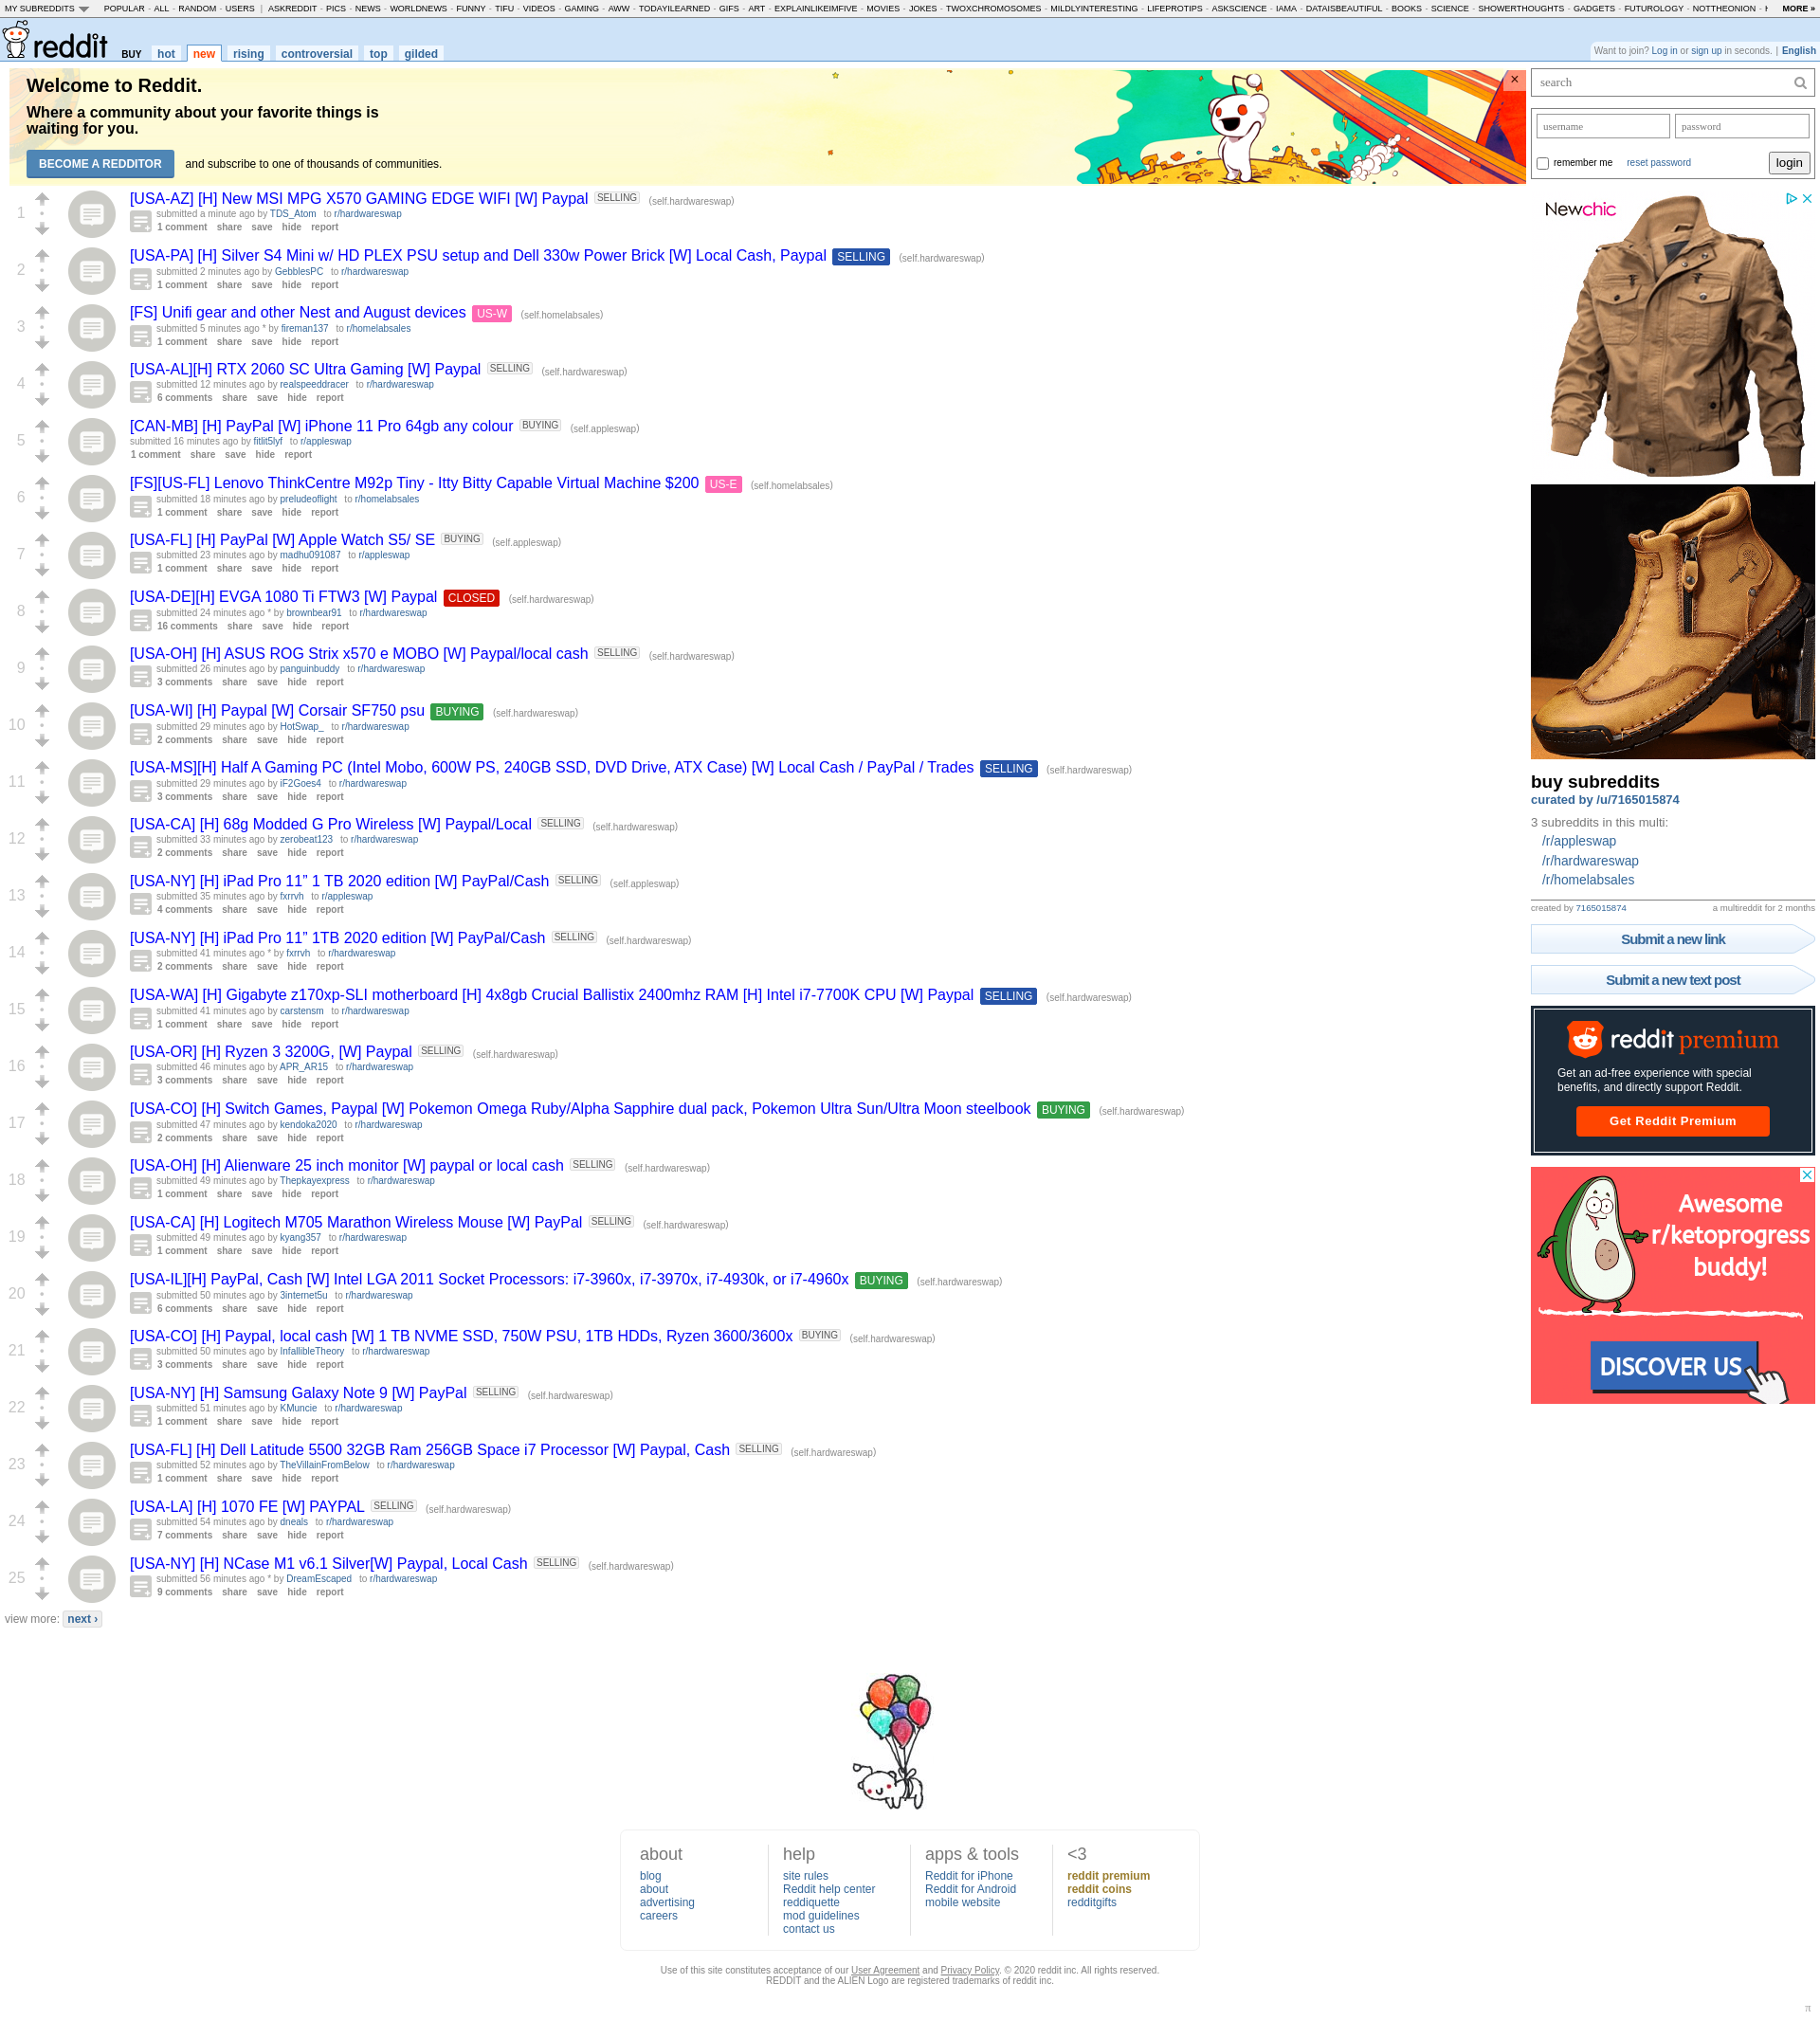 MY SUBREDDITS POPULAR - ALL - RANDOM - USERS | ASKREDDIT - PICS - NEWS - WORLDNEWS - FUNNY - TIFU - VIDEOS - GAMING - AWW - TODAYILEARNED - GIFS - ART - EXPLAINLIKEIMFIVE - MOVIES - JOKES - TWOXCHROMOSOMES - MILDLYINTERESTING - LIFEPROTIPS - ASKSCIENCE - IAMA - DATAISBEAUTIFUL - BOOKS - SCIENCE - SHOWERTHOUGHTS - GADGETS - FUTUROLOGY - NOTTHEONION - MORE »
reddit BUY hot new rising controversial top gilded
Want to join? Log in or sign up in seconds. | English
Welcome to Reddit.
Where a community about your favorite things is
waiting for you.
BECOME A REDDITOR and subscribe to one of thousands of communities.
×
1
[USA-AZ] [H] New MSI MPG X570 GAMING EDGE WIFI [W] Paypal SELLING (self.hardwareswap)
submitted a minute ago by TDS_Atom to r/hardwareswap
1 comment share save hide report
2
[USA-PA] [H] Silver S4 Mini w/ HD PLEX PSU setup and Dell 330w Power Brick [W] Local Cash, Paypal SELLING (self.hardwareswap)
submitted 2 minutes ago by GebblesPC to r/hardwareswap
1 comment share save hide report
3
[FS] Unifi gear and other Nest and August devices US-W (self.homelabsales)
submitted 5 minutes ago * by fireman137 to r/homelabsales
1 comment share save hide report
4
[USA-AL][H] RTX 2060 SC Ultra Gaming [W] Paypal SELLING (self.hardwareswap)
submitted 12 minutes ago by realspeeddracer to r/hardwareswap
6 comments share save hide report
5
[CAN-MB] [H] PayPal [W] iPhone 11 Pro 64gb any colour BUYING (self.appleswap)
submitted 16 minutes ago by fitlit5lyf to r/appleswap
1 comment share save hide report
6
[FS][US-FL] Lenovo ThinkCentre M92p Tiny - Itty Bitty Capable Virtual Machine $200 US-E (self.homelabsales)
submitted 18 minutes ago by preludeoflight to r/homelabsales
1 comment share save hide report
7
[USA-FL] [H] PayPal [W] Apple Watch S5/ SE BUYING (self.appleswap)
submitted 23 minutes ago by madhu091087 to r/appleswap
1 comment share save hide report
8
[USA-DE][H] EVGA 1080 Ti FTW3 [W] Paypal CLOSED (self.hardwareswap)
submitted 24 minutes ago * by brownbear91 to r/hardwareswap
16 comments share save hide report
9
[USA-OH] [H] ASUS ROG Strix x570 e MOBO [W] Paypal/local cash SELLING (self.hardwareswap)
submitted 26 minutes ago by panguinbuddy to r/hardwareswap
3 comments share save hide report
10
[USA-WI] [H] Paypal [W] Corsair SF750 psu BUYING (self.hardwareswap)
submitted 29 minutes ago by HotSwap_ to r/hardwareswap
2 comments share save hide report
11
[USA-MS][H] Half A Gaming PC (Intel Mobo, 600W PS, 240GB SSD, DVD Drive, ATX Case) [W] Local Cash / PayPal / Trades SELLING (self.hardwareswap)
submitted 29 minutes ago by iF2Goes4 to r/hardwareswap
3 comments share save hide report
12
[USA-CA] [H] 68g Modded G Pro Wireless [W] Paypal/Local SELLING (self.hardwareswap)
submitted 33 minutes ago by zerobeat123 to r/hardwareswap
2 comments share save hide report
13
[USA-NY] [H] iPad Pro 11” 1 TB 2020 edition [W] PayPal/Cash SELLING (self.appleswap)
submitted 35 minutes ago by fxrrvh to r/appleswap
4 comments share save hide report
14
[USA-NY] [H] iPad Pro 11” 1TB 2020 edition [W] PayPal/Cash SELLING (self.hardwareswap)
submitted 41 minutes ago * by fxrrvh to r/hardwareswap
2 comments share save hide report
15
[USA-WA] [H] Gigabyte z170xp-SLI motherboard [H] 4x8gb Crucial Ballistix 2400mhz RAM [H] Intel i7-7700K CPU [W] Paypal SELLING (self.hardwareswap)
submitted 41 minutes ago by carstensm to r/hardwareswap
1 comment share save hide report
16
[USA-OR] [H] Ryzen 3 3200G, [W] Paypal SELLING (self.hardwareswap)
submitted 46 minutes ago by APR_AR15 to r/hardwareswap
3 comments share save hide report
17
[USA-CO] [H] Switch Games, Paypal [W] Pokemon Omega Ruby/Alpha Sapphire dual pack, Pokemon Ultra Sun/Ultra Moon steelbook BUYING (self.hardwareswap)
submitted 47 minutes ago by kendoka2020 to r/hardwareswap
2 comments share save hide report
18
[USA-OH] [H] Alienware 25 inch monitor [W] paypal or local cash SELLING (self.hardwareswap)
submitted 49 minutes ago by Thepkayexpress to r/hardwareswap
1 comment share save hide report
19
[USA-CA] [H] Logitech M705 Marathon Wireless Mouse [W] PayPal SELLING (self.hardwareswap)
submitted 49 minutes ago by kyang357 to r/hardwareswap
1 comment share save hide report
20
[USA-IL][H] PayPal, Cash [W] Intel LGA 2011 Socket Processors: i7-3960x, i7-3970x, i7-4930k, or i7-4960x BUYING (self.hardwareswap)
submitted 50 minutes ago by 3internet5u to r/hardwareswap
6 comments share save hide report
21
[USA-CO] [H] Paypal, local cash [W] 1 TB NVME SSD, 750W PSU, 1TB HDDs, Ryzen 3600/3600x BUYING (self.hardwareswap)
submitted 50 minutes ago by InfallibleTheory to r/hardwareswap
3 comments share save hide report
22
[USA-NY] [H] Samsung Galaxy Note 9 [W] PayPal SELLING (self.hardwareswap)
submitted 51 minutes ago by KMuncie to r/hardwareswap
1 comment share save hide report
23
[USA-FL] [H] Dell Latitude 5500 32GB Ram 256GB Space i7 Processor [W] Paypal, Cash SELLING (self.hardwareswap)
submitted 52 minutes ago by TheVillainFromBelow to r/hardwareswap
1 comment share save hide report
24
[USA-LA] [H] 1070 FE [W] PAYPAL SELLING (self.hardwareswap)
submitted 54 minutes ago by dneals to r/hardwareswap
7 comments share save hide report
25
[USA-NY] [H] NCase M1 v6.1 Silver[W] Paypal, Local Cash SELLING (self.hardwareswap)
submitted 56 minutes ago * by DreamEscaped to r/hardwareswap
9 comments share save hide report
view more: next ›
search
username password
remember me reset password login
Newchic
buy subreddits
curated by /u/7165015874
3 subreddits in this multi:
/r/appleswap
/r/hardwareswap
/r/homelabsales
created by 7165015874 a multireddit for 2 months
Submit a new link
Submit a new text post
reddit premium
Get an ad-free experience with special
benefits, and directly support Reddit.
Get Reddit Premium
Awesome
r/ketoprogress
buddy!
DISCOVER US
about help apps & tools <3
blog site rules Reddit for iPhone reddit premium
about Reddit help center Reddit for Android reddit coins
advertising reddiquette mobile website redditgifts
careers mod guidelines
contact us
Use of this site constitutes acceptance of our User Agreement and Privacy Policy. © 2020 reddit inc. All rights reserved.
REDDIT and the ALIEN Logo are registered trademarks of reddit inc.
π